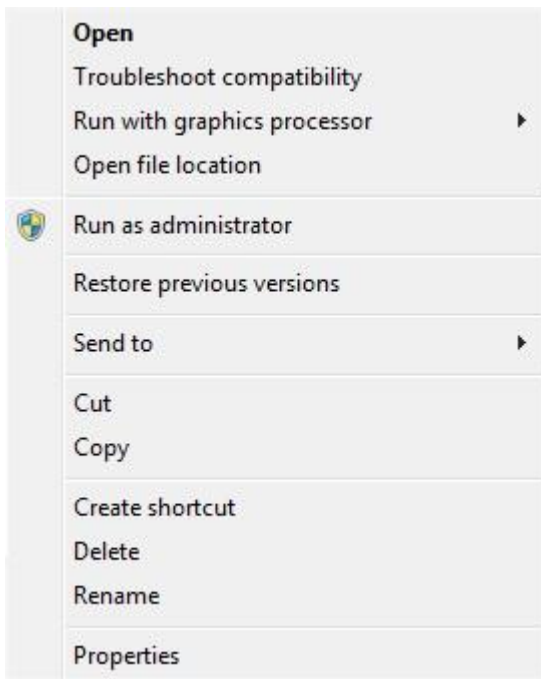 Open
Troubleshoot compatibility
Run with graphics processor
Open file location
Run as administrator
Restore previous versions
Send to
Cut
Copy
Create shortcut
Delete
Rename
Properties